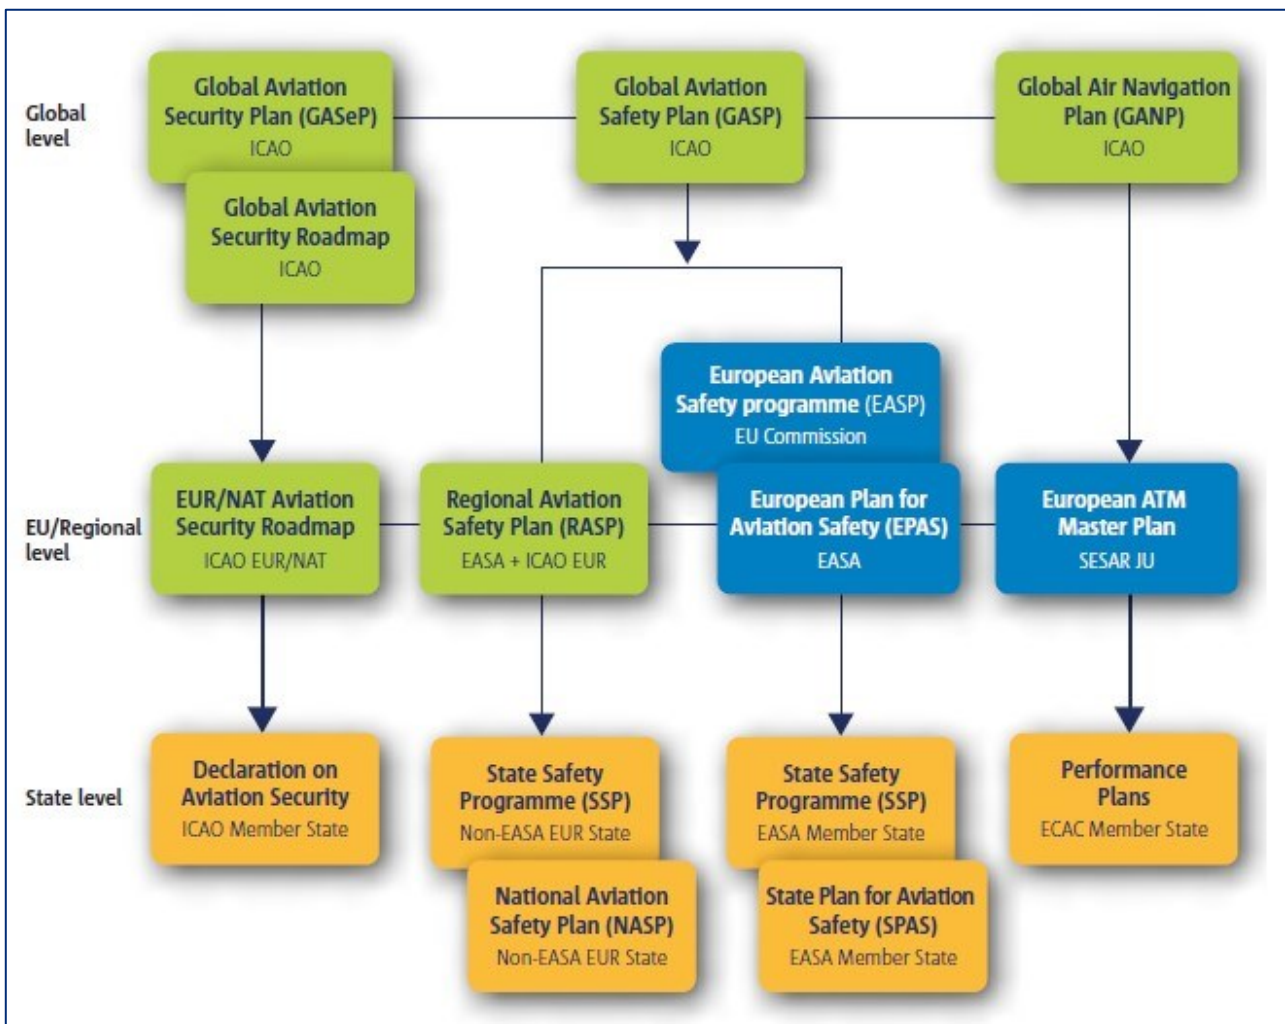 Global
level
Global Aviation
Security Plan (GASeP)
ICAO
Global Aviation
Security Roadmap
ICAO
Global Aviation
Safety Plan (GASP)
ICAO
Global Air Navigation
Plan (GANP)
ICAO
European Aviation
Safety programme (EASP)
EU Commission
EU/Regional
level
EUR/NAT Aviation
Security Roadmap
ICAO EUR/NAT
Regional Aviation
Safety Plan (RASP)
EASA + ICAO EUR
European Plan for
Aviation Safety (EPAS)
EASA
European ATM
Master Plan
SESAR JU
State level
Declaration on
Aviation Security
ICAO Member State
State Safety
Programme (SSP)
Non-EASA EUR State
National Aviation
Safety Plan (NASP)
Non-EASA EUR State
State Safety
Programme (SSP)
EASA Member State
State Plan for Aviation
Safety (SPAS)
EASA Member State
Performance
Plans
ECAC Member State